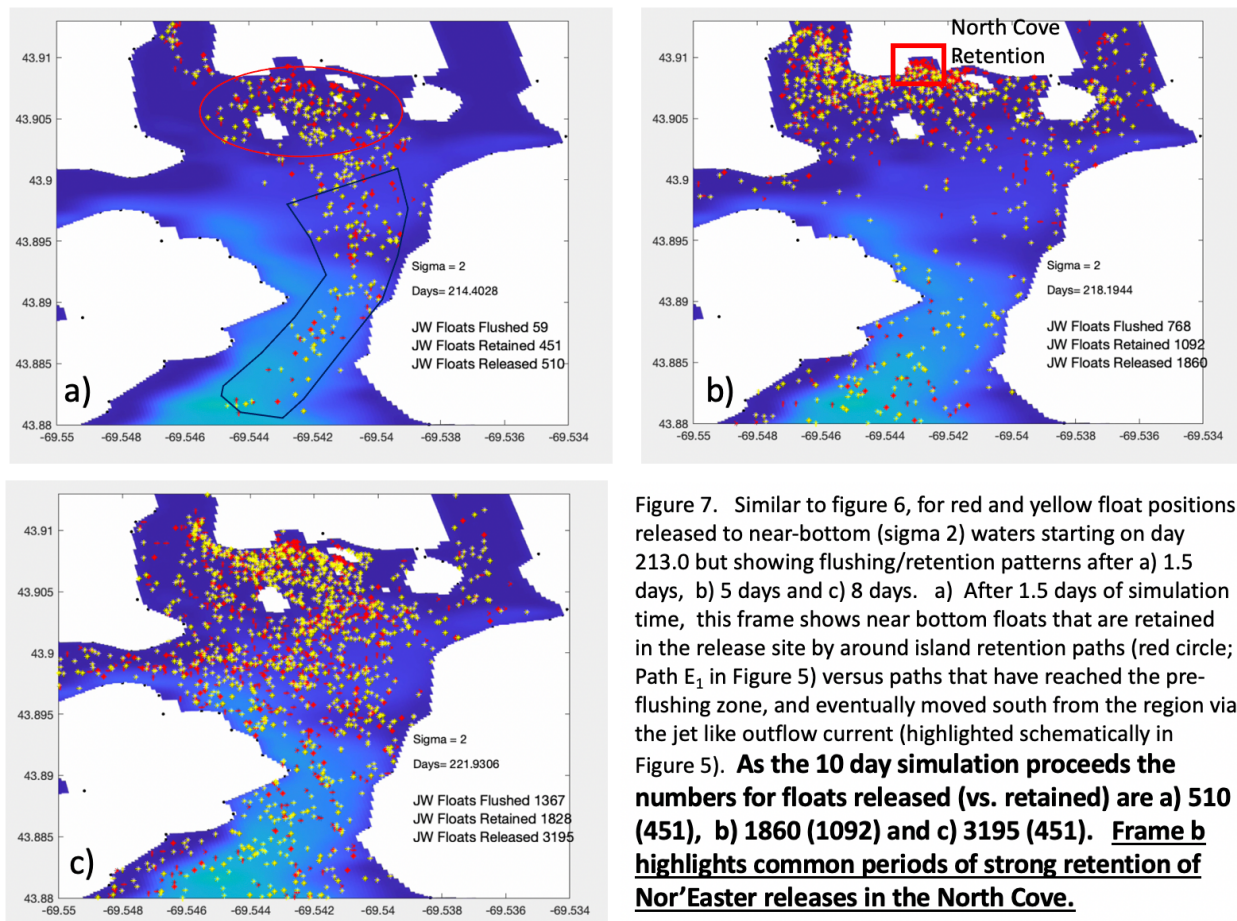 43.91
43.905
43.9
43.895
43.89
43.885
43.88
-69.55
-69.548
-69.546
-69.544
-69.542
-69.54
-69.538
-69.536
-69.534
Sigma = 2
Days= 214.4028
JW Floats Flushed 59
JW Floats Retained 451
JW Floats Released 510
a)
North Cove
Retention
43.91
43.905
43.9
43.895
43.89
43.885
43.88
-69.55
-69.548
-69.546
-69.544
-69.542
-69.54
-69.538
-69.536
-69.534
Sigma = 2
Days= 218.1944
JW Floats Flushed 768
JW Floats Retained 1092
JW Floats Released 1860
b)
43.91
43.905
43.9
43.895
43.89
43.885
43.88
-69.55
-69.548
-69.546
-69.544
-69.542
-69.54
-69.538
-69.536
-69.534
Sigma = 2
Days= 221.9306
JW Floats Flushed 1367
JW Floats Retained 1828
JW Floats Released 3195
c)
Figure 7. Similar to figure 6, for red and yellow float positions
released to near-bottom (sigma 2) waters starting on day
213.0 but showing flushing/retention patterns after a) 1.5
days, b) 5 days and c) 8 days. a) After 1.5 days of simulation
time, this frame shows near bottom floats that are retained
in the release site by around island retention paths (red circle;
Path E₁ in Figure 5) versus paths that have reached the pre-
flushing zone, and eventually moved south from the region via
the jet like outflow current (highlighted schematically in
Figure 5). As the 10 day simulation proceeds the
numbers for floats released (vs. retained) are a) 510
(451), b) 1860 (1092) and c) 3195 (451). Frame b
highlights common periods of strong retention of
Nor’Easter releases in the North Cove.